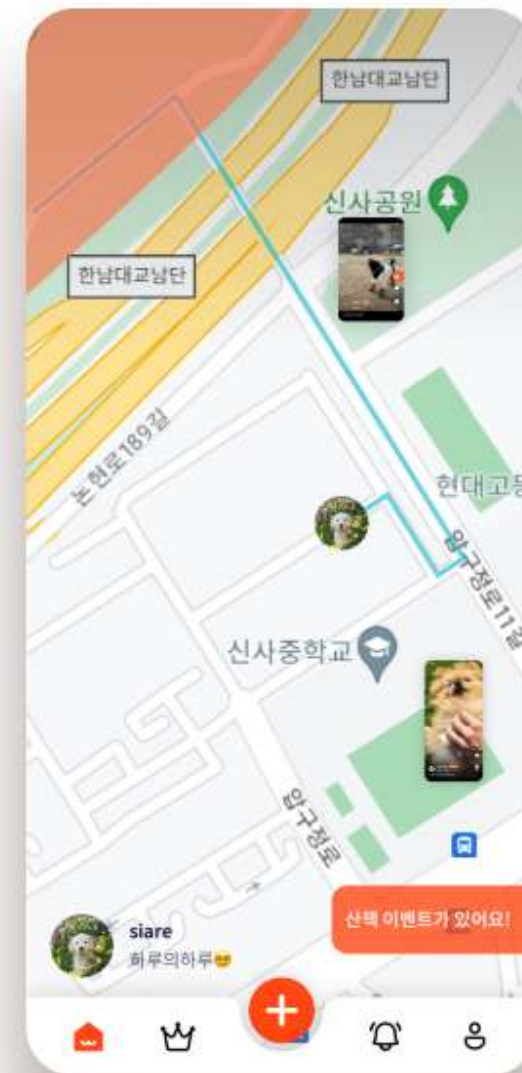 한남대교남단
신사공원
한남대교남단
논현로189길
현대고등
압구정로11길
신사중학교
압구정로
산책 이벤트가 있어요!
siare
하루의하루😊